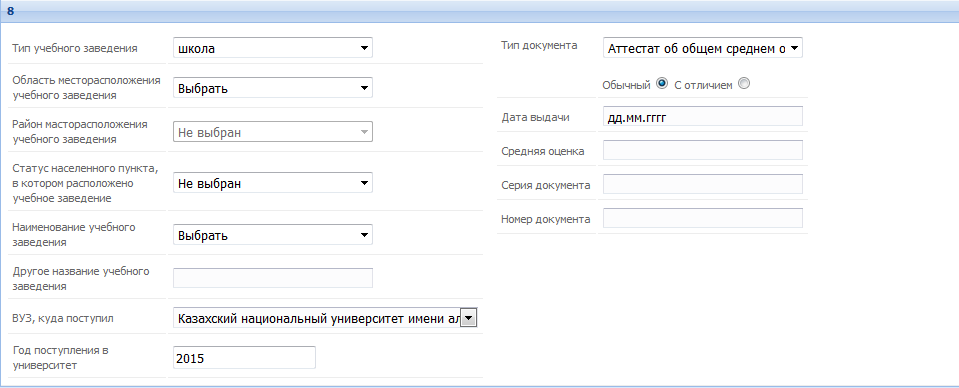 8
Тип учебного заведения
школа
Область месторасположения
учебного заведения
Выбрать
Район масторасположения
учебного заведения
Не выбран
Статус населенного пункта,
в котором расположено
учебное заведение
Не выбран
Наименование учебного
заведения
Выбрать
Другое название учебного
заведения
ВУЗ, куда поступил
Казахский национальный университет имени ал
Год поступления в
университет
2015
Тип документа
Аттестат об общем среднем о
Обычный С отличием
Дата выдачи
дд.мм.гггг
Средняя оценка
Серия документа
Номер документа